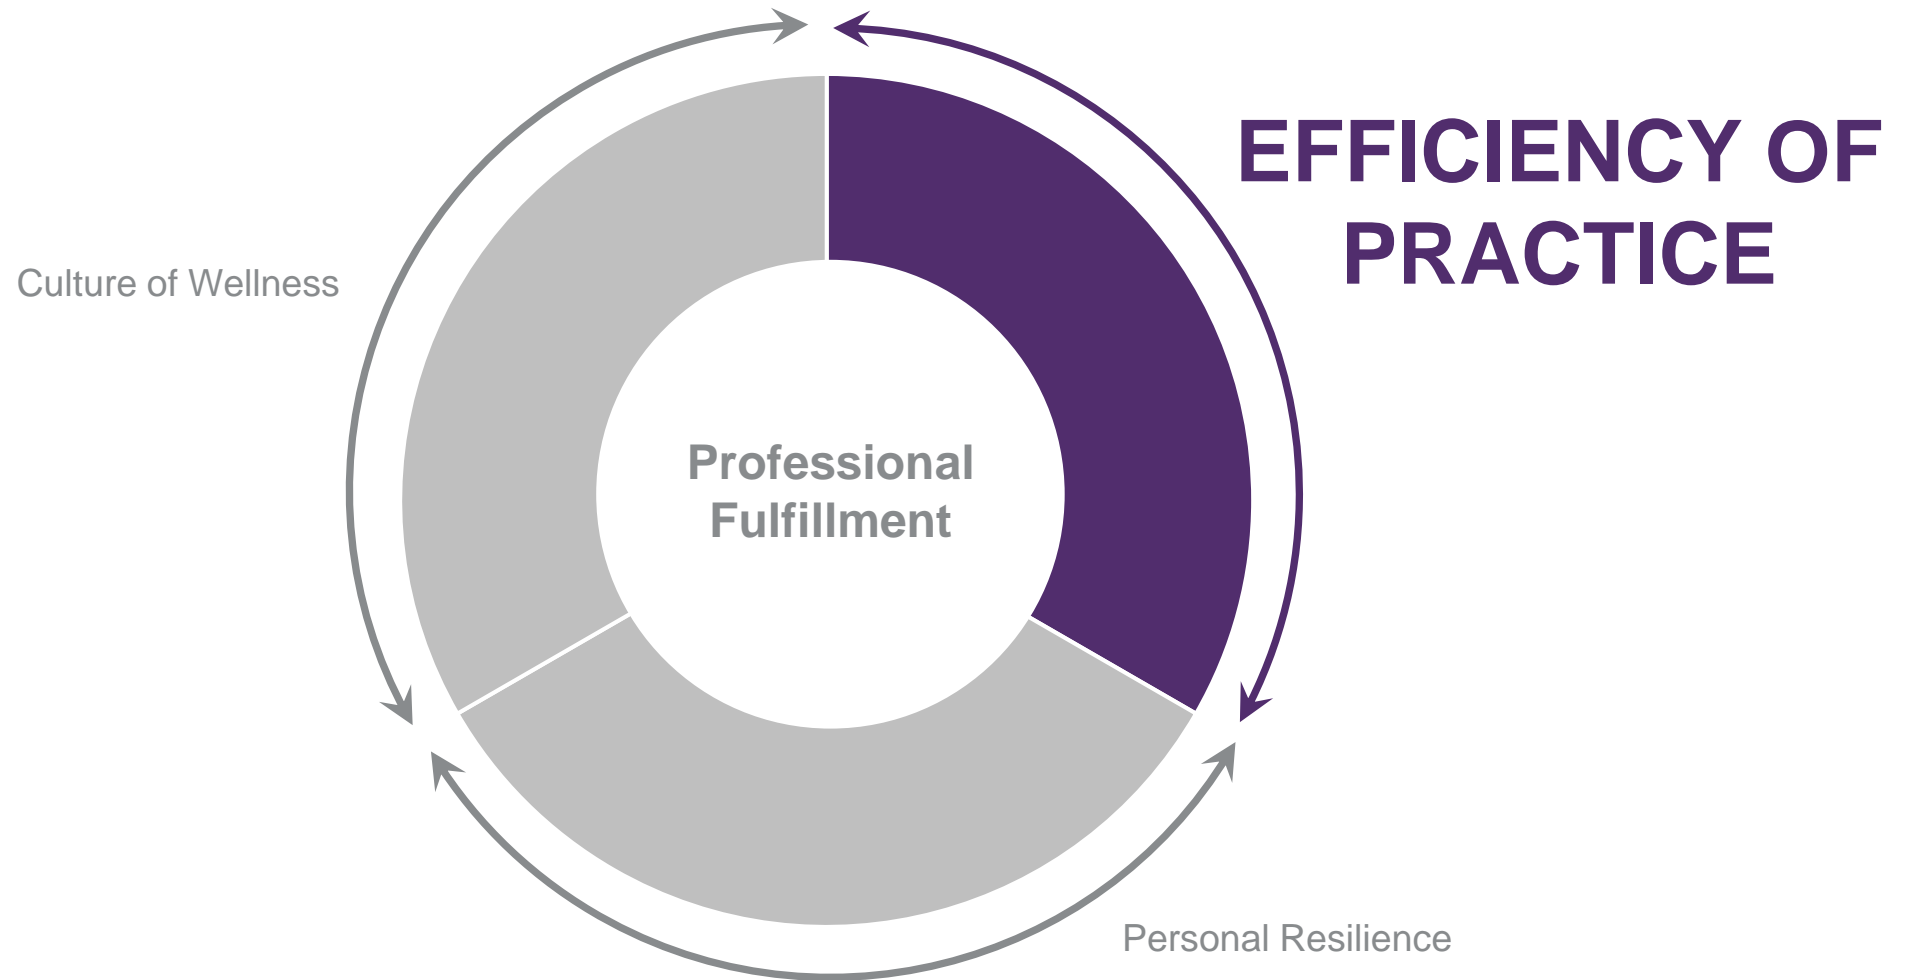 EFFICIENCY OF
PRACTICE
Culture of Wellness
Professional
Fulfillment
Personal Resilience